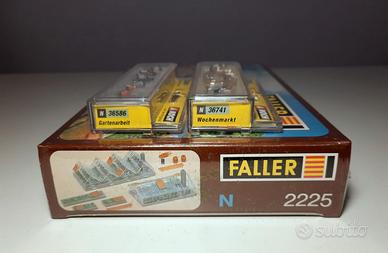 N 36586
Gartenarbeit
N 36741
Wochenmarkt
FALLER
N
2225
subito